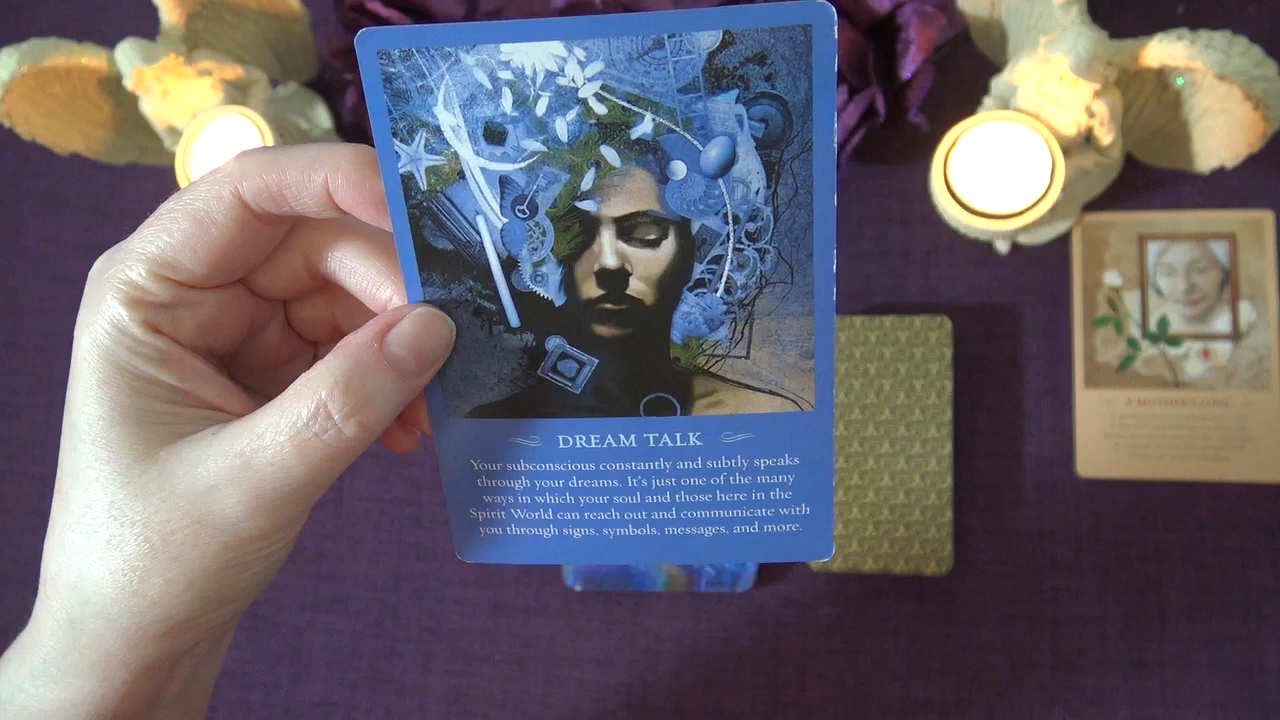 DREAM TALK
Your subconscious constantly and subtly speaks
through your dreams. It's just one of the many
ways in which your soul and those here in the
Spirit World can reach out and communicate with
you through signs, symbols, messages, and more.
A MOTHER'S LOVE